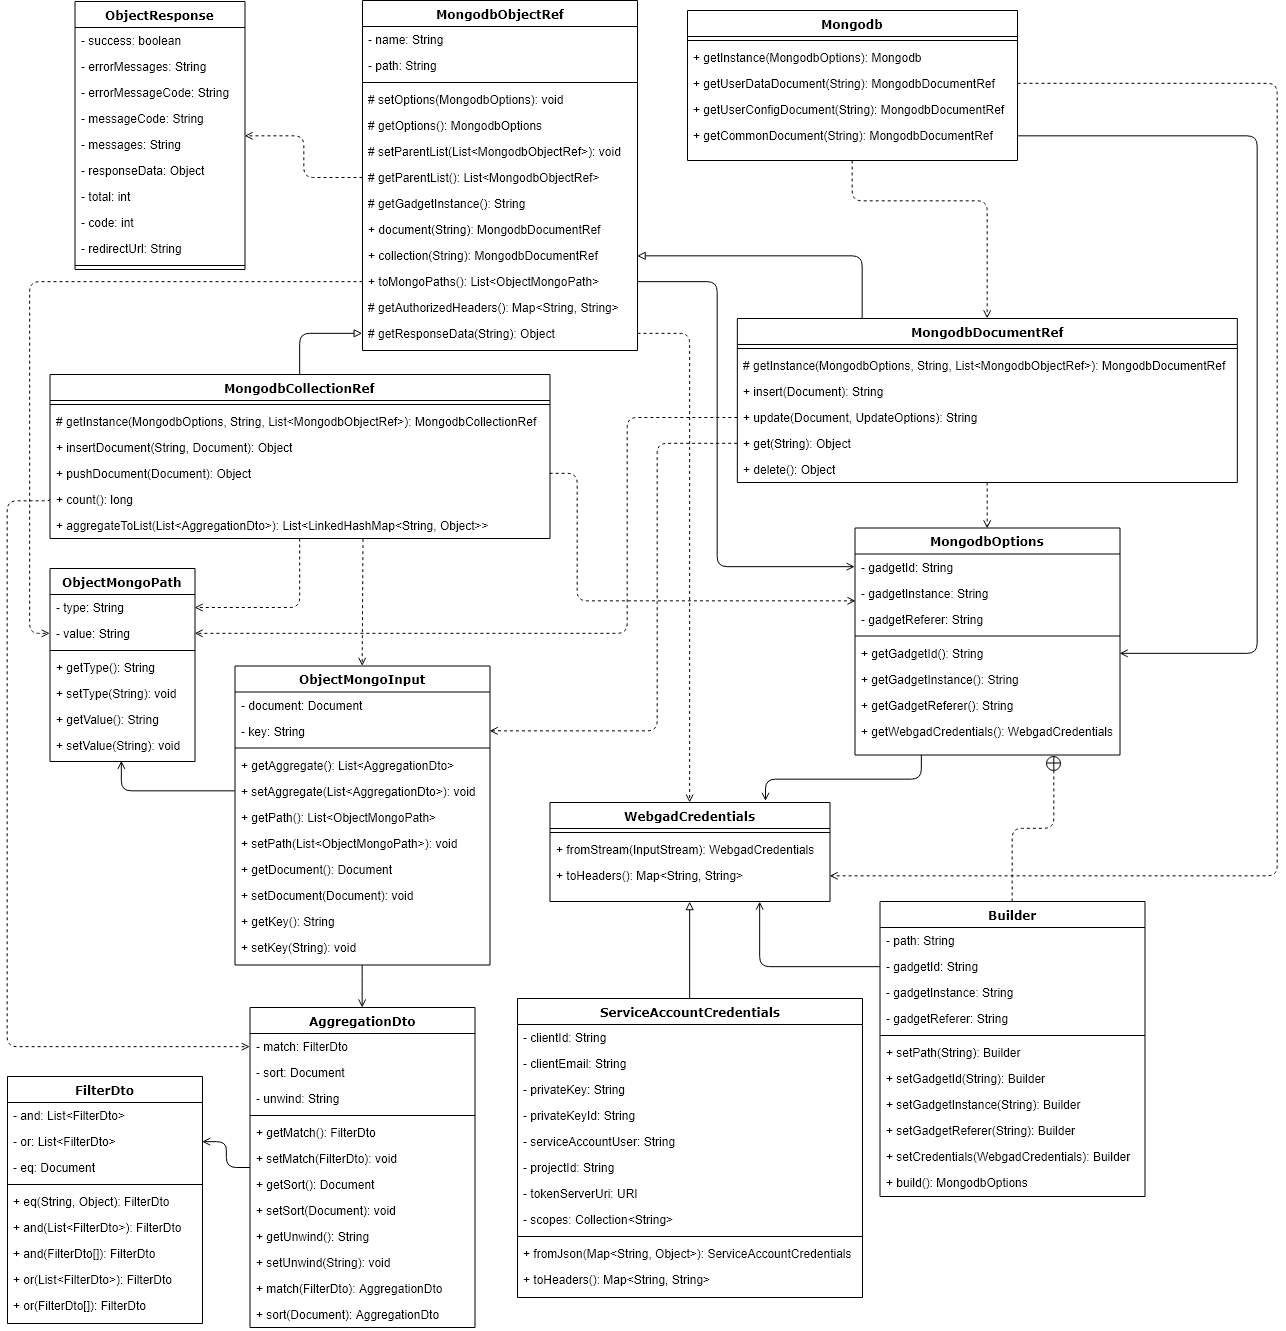 ObjectResponse
- success: boolean
- errorMessages: String
- errorMessageCode: String
- messageCode: String
- messages: String
- responseData: Object
- total: int
- code: int
- redirectUrl: String
MongodbObjectRef
- name: String
- path: String
# setOptions(MongodbOptions): void
# getOptions(): MongodbOptions
# setParentList(List<MongodbObjectRef>): void
# getParentList(): List<MongodbObjectRef>
# getGadgetInstance(): String
+ document(String): MongodbDocumentRef
+ collection(String): MongodbDocumentRef
+ toMongoPaths(): List<ObjectMongoPath>
# getAuthorizedHeaders(): Map<String, String>
# getResponseData(String): Object
Mongodb
+ getInstance(MongodbOptions): Mongodb
+ getUserDataDocument(String): MongodbDocumentRef
+ getUserConfigDocument(String): MongodbDocumentRef
+ getCommonDocument(String): MongodbDocumentRef
MongodbDocumentRef
# getInstance(MongodbOptions, String, List<MongodbObjectRef>): MongodbDocumentRef
+ insert(Document): String
+ update(Document, UpdateOptions): String
+ get(String): Object
+ delete(): Object
MongodbCollectionRef
# getInstance(MongodbOptions, String, List<MongodbObjectRef>): MongodbCollectionRef
+ insertDocument(String, Document): Object
+ pushDocument(Document): Object
+ count(): long
+ aggregateToList(List<AggregationDto>): List<LinkedHashMap<String, Object>>
MongodbOptions
- gadgetId: String
- gadgetInstance: String
- gadgetReferer: String
+ getGadgetId(): String
+ getGadgetInstance(): String
+ getGadgetReferer(): String
+ getWebgadCredentials(): WebgadCredentials
ObjectMongoPath
- type: String
- value: String
+ getType(): String
+ setType(String): void
+ getValue(): String
+ setValue(String): void
ObjectMongoInput
- document: Document
- key: String
+ getAggregate(): List<AggregationDto>
+ setAggregate(List<AggregationDto>): void
+ getPath(): List<ObjectMongoPath>
+ setPath(List<ObjectMongoPath>): void
+ getDocument(): Document
+ setDocument(Document): void
+ getKey(): String
+ setKey(String): void
WebgadCredentials
+ fromStream(InputStream): WebgadCredentials
+ toHeaders(): Map<String, String>
Builder
- path: String
- gadgetId: String
- gadgetInstance: String
- gadgetReferer: String
+ setPath(String): Builder
+ setGadgetId(String): Builder
+ setGadgetInstance(String): Builder
+ setGadgetReferer(String): Builder
+ setCredentials(WebgadCredentials): Builder
+ build(): MongodbOptions
ServiceAccountCredentials
- clientId: String
- clientEmail: String
- privateKey: String
- privateKeyId: String
- serviceAccountUser: String
- projectId: String
- tokenServerUri: URI
- scopes: Collection<String>
+ fromJson(Map<String, Object>): ServiceAccountCredentials
+ toHeaders(): Map<String, String>
AggregationDto
- match: FilterDto
- sort: Document
- unwind: String
+ getMatch(): FilterDto
+ setMatch(FilterDto): void
+ getSort(): Document
+ setSort(Document): void
+ getUnwind(): String
+ setUnwind(String): void
+ match(FilterDto): AggregationDto
+ sort(Document): AggregationDto
FilterDto
- and: List<FilterDto>
- or: List<FilterDto>
- eq: Document
+ eq(String, Object): FilterDto
+ and(List<FilterDto>): FilterDto
+ and(FilterDto[]): FilterDto
+ or(List<FilterDto>): FilterDto
+ or(FilterDto[]): FilterDto